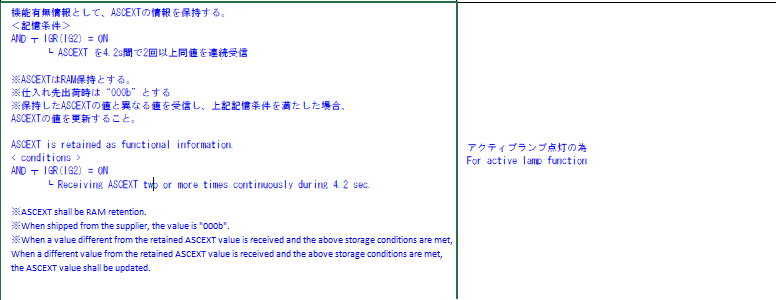 機能有無情報として、ASCEXTの情報を保持する。
＜記憶条件＞
AND ┬ IGR(IG2) = ON
└ ASCEXT を4.2s間で2回以上同値を連続受信
※ASCEXTはRAM保持とする。
※仕入れ先出荷時は“000b”とする
※保持したASCEXTの値と異なる値を受信し、上記記憶条件を満たした場合、
ASCEXTの値を更新すること。
ASCEXT is retained as functional information.
< conditions >
AND ┬ IGR(IG2) = ON
└ Receiving ASCEXT two or more times continuously during 4.2 sec.
※ASCEXT shall be RAM retention.
※When shipped from the supplier, the value is "000b".
※When a value different from the retained ASCEXT value is received and the above storage conditions are met,
When a different value from the retained ASCEXT value is received and the above storage conditions are met,
the ASCEXT value shall be updated.
アクティブランプ点灯の為
For active lamp function